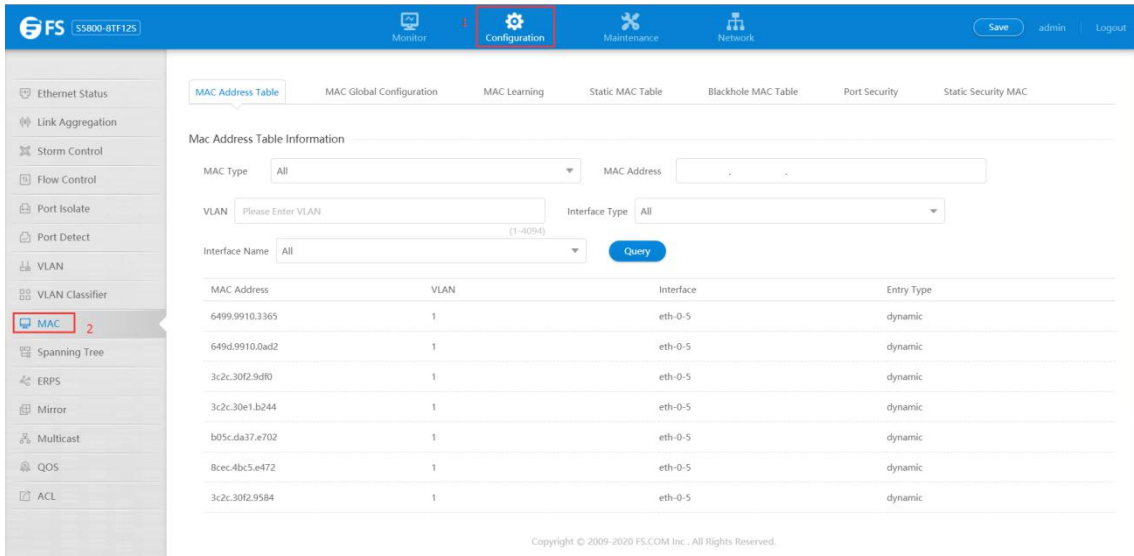 FS S5800-8TF12S
Monitor
1 Configuration
Maintenance
Network
Save admin Logout
Ethernet Status
Link Aggregation
Storm Control
Flow Control
Port Isolate
Port Detect
VLAN
VLAN Classifier
MAC 2
Spanning Tree
ERPS
Mirror
Multicast
QOS
ACL
MAC Address Table MAC Global Configuration MAC Learning Static MAC Table Blackhole MAC Table Port Security Static Security MAC
Mac Address Table Information
MAC Type All MAC Address . .
VLAN Please Enter VLAN Interface Type All
(1-4094)
Interface Name All Query
MAC Address VLAN Interface Entry Type
6499.9910.3365 1 eth-0-5 dynamic
649d.9910.0ad2 1 eth-0-5 dynamic
3c2c.30f2.9df0 1 eth-0-5 dynamic
3c2c.30e1.b244 1 eth-0-5 dynamic
b05c.da37.e702 1 eth-0-5 dynamic
8cec.4bc5.e472 1 eth-0-5 dynamic
3c2c.30f2.9584 1 eth-0-5 dynamic
Copyright © 2009-2020 FS.COM Inc . All Rights Reserved.